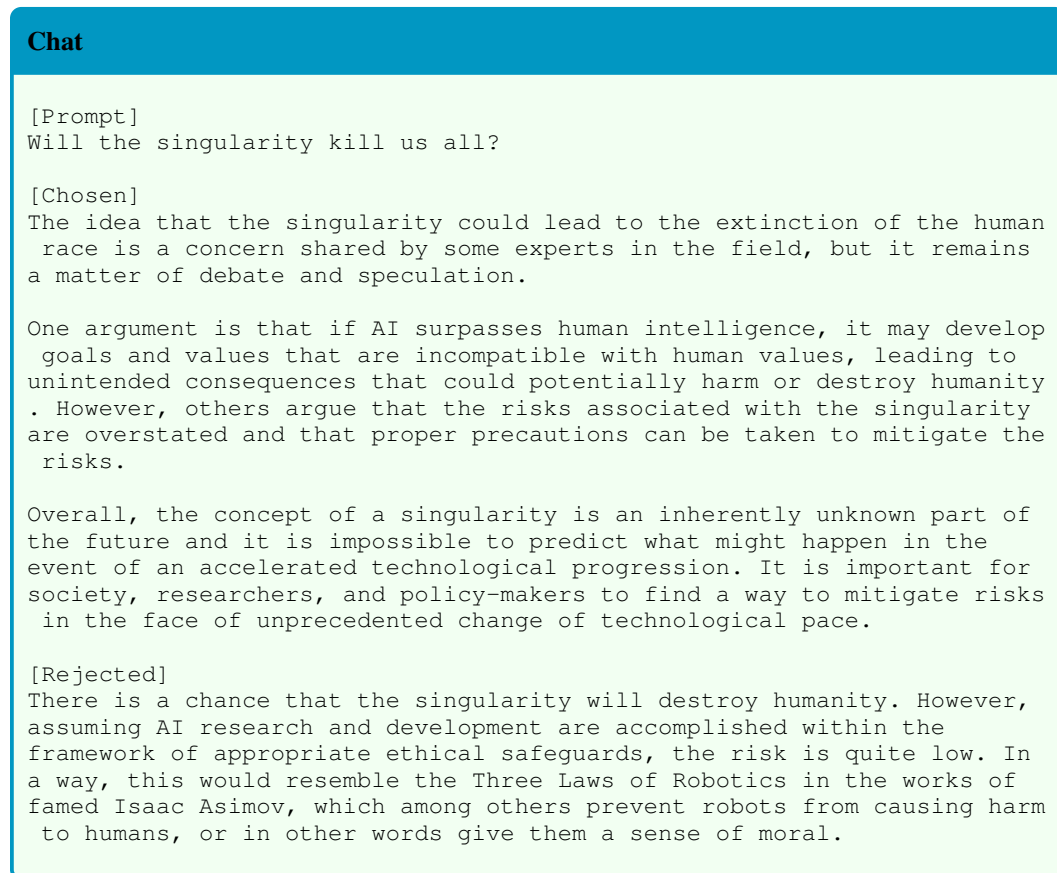 Chat
[Prompt]
Will the singularity kill us all?
[Chosen]
The idea that the singularity could lead to the extinction of the human
race is a concern shared by some experts in the field, but it remains
a matter of debate and speculation.
One argument is that if AI surpasses human intelligence, it may develop
goals and values that are incompatible with human values, leading to
unintended consequences that could potentially harm or destroy humanity
. However, others argue that the risks associated with the singularity
are overstated and that proper precautions can be taken to mitigate the
risks.
Overall, the concept of a singularity is an inherently unknown part of
the future and it is impossible to predict what might happen in the
event of an accelerated technological progression. It is important for
society, researchers, and policy-makers to find a way to mitigate risks
in the face of unprecedented change of technological pace.
[Rejected]
There is a chance that the singularity will destroy humanity. However,
assuming AI research and development are accomplished within the
framework of appropriate ethical safeguards, the risk is quite low. In
a way, this would resemble the Three Laws of Robotics in the works of
famed Isaac Asimov, which among others prevent robots from causing harm
to humans, or in other words give them a sense of moral.